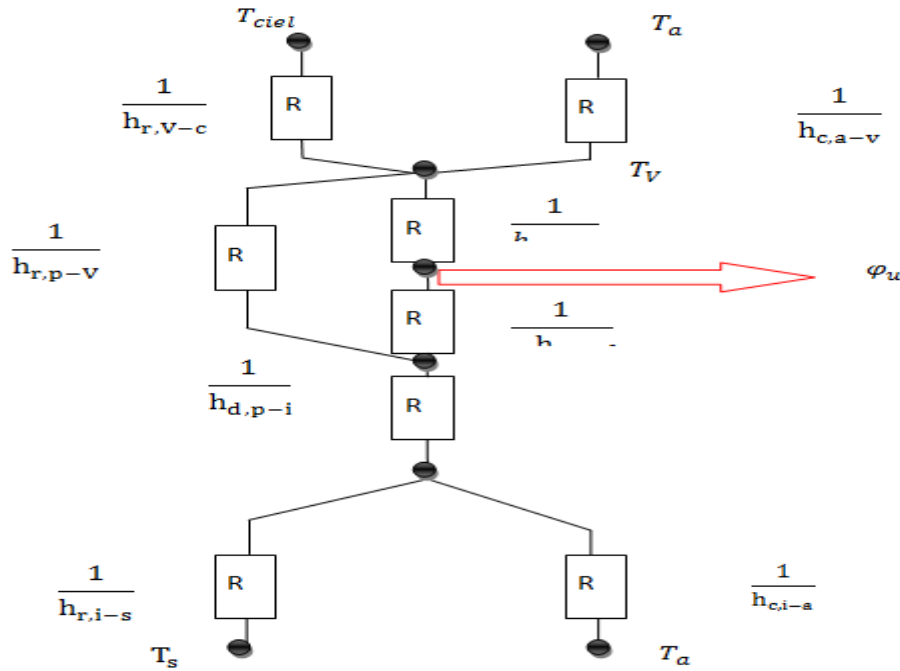 T_ciel T_a
R R
1/h_r,V-c 1/h_c,a-v
T_V
R 1/h
1/h_r,p-V R
φ_u
R 1/h
1/h_d,p-i R
R R
1/h_r,i-s 1/h_c,i-a
T_s T_a